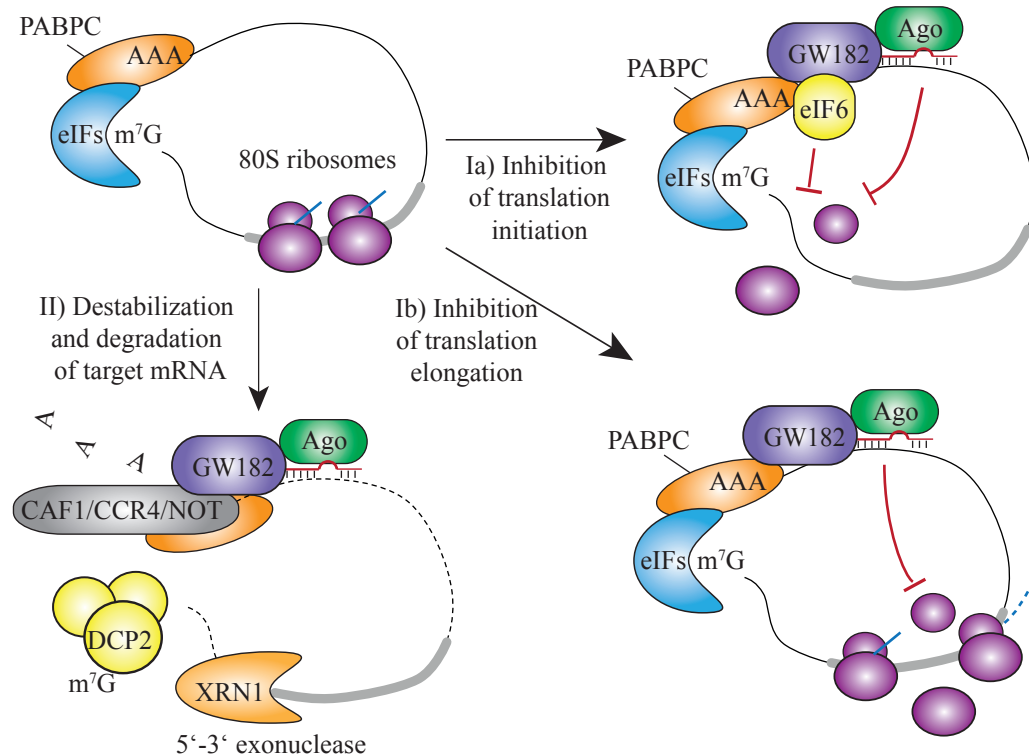 PABPC
AAA
eIFs
m⁷G
80S ribosomes
Ia) Inhibition
of translation
initiation
GW182
Ago
PABPC
AAA
eIF6
eIFs
m⁷G
II) Destabilization
and degradation
of target mRNA
Ib) Inhibition
of translation
elongation
A
A
A
GW182
Ago
CAF1/CCR4/NOT
DCP2
m⁷G
XRN1
5‘-3‘ exonuclease
GW182
Ago
PABPC
AAA
eIFs
m⁷G